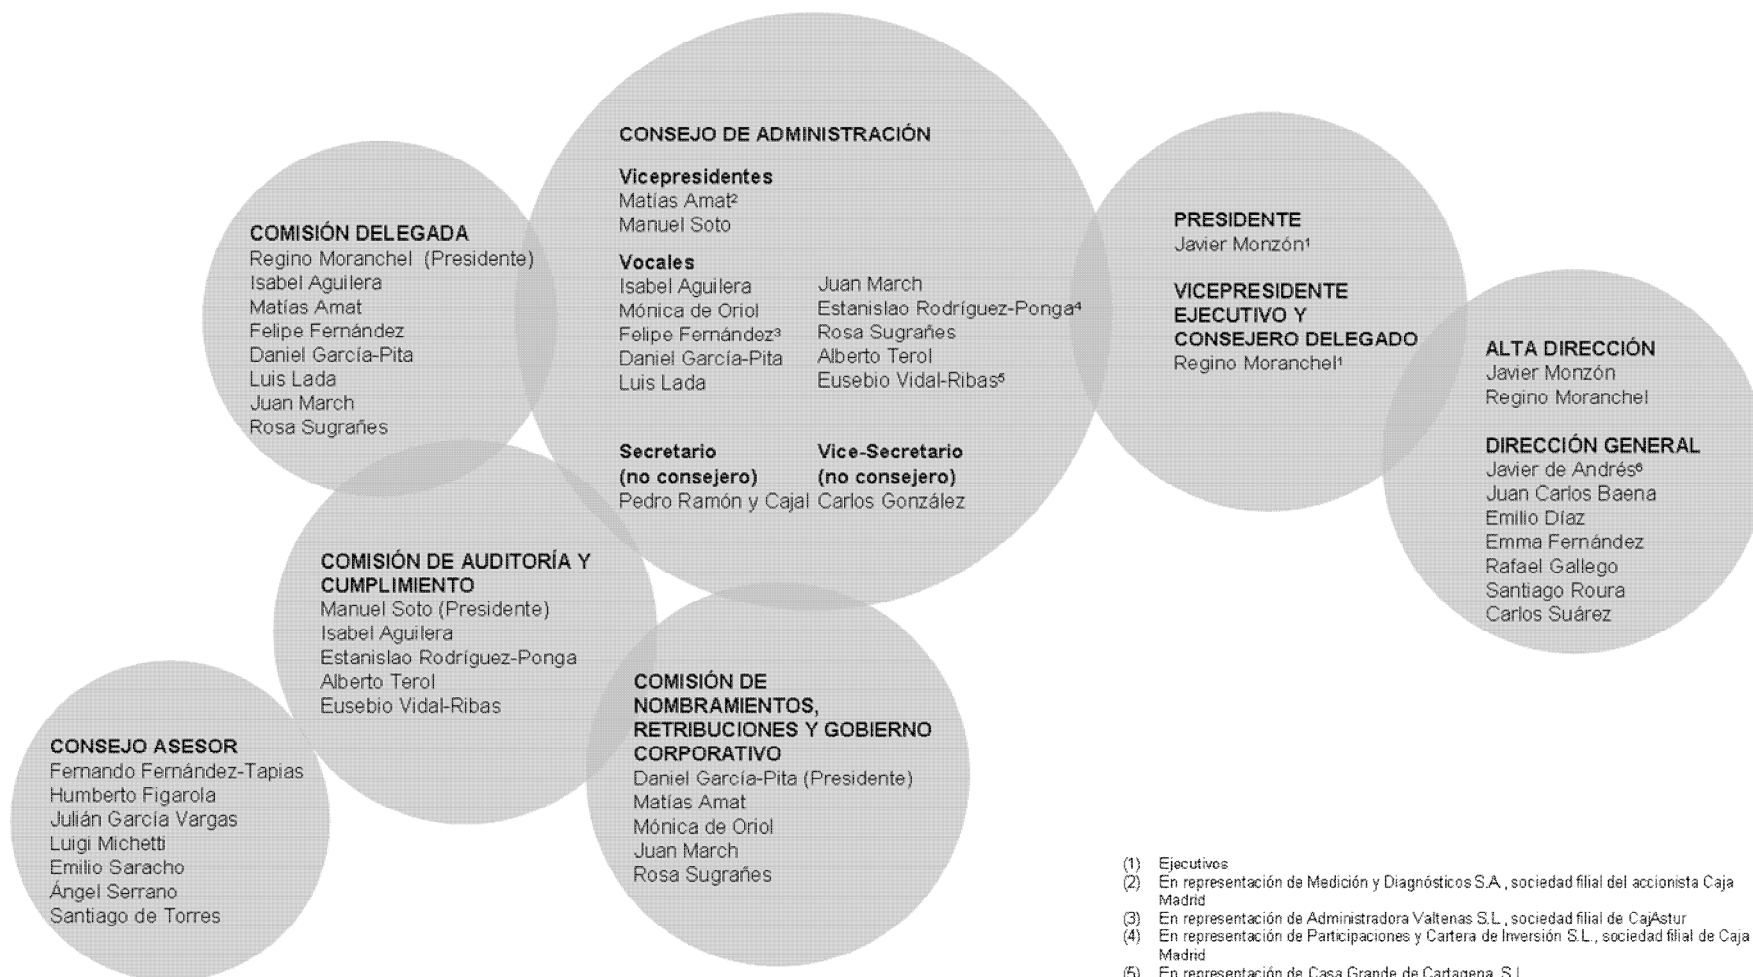 CONSEJO DE ADMINISTRACIÓN
Vicepresidentes
Matías Amat²
Manuel Soto
Vocales
Isabel Aguilera
Mónica de Oriol
Felipe Fernández³
Daniel García-Pita
Luis Lada
Juan March
Estanislao Rodríguez-Ponga⁴
Rosa Sugrañes
Alberto Terol
Eusebio Vidal-Ribas⁵
Secretario
(no consejero)
Pedro Ramón y Cajal
Vice-Secretario
(no consejero)
Carlos González
COMISIÓN DELEGADA
Regino Moranchel (Presidente)
Isabel Aguilera
Matías Amat
Felipe Fernández
Daniel García-Pita
Luis Lada
Juan March
Rosa Sugrañes
PRESIDENTE
Javier Monzón¹
VICEPRESIDENTE
EJECUTIVO Y
CONSEJERO DELEGADO
Regino Moranchel¹
ALTA DIRECCIÓN
Javier Monzón
Regino Moranchel
DIRECCIÓN GENERAL
Javier de Andrés⁶
Juan Carlos Baena
Emilio Díaz
Emma Fernández
Rafael Gallego
Santiago Roura
Carlos Suárez
COMISIÓN DE AUDITORÍA Y
CUMPLIMIENTO
Manuel Soto (Presidente)
Isabel Aguilera
Estanislao Rodríguez-Ponga
Alberto Terol
Eusebio Vidal-Ribas
COMISIÓN DE
NOMBRAMIENTOS,
RETRIBUCIONES Y GOBIERNO
CORPORATIVO
Daniel García-Pita (Presidente)
Matías Amat
Mónica de Oriol
Juan March
Rosa Sugrañes
CONSEJO ASESOR
Fernando Fernández-Tapias
Humberto Figarola
Julián García Vargas
Luigi Michetti
Emilio Saracho
Ángel Serrano
Santiago de Torres
(1) Ejecutivos
(2) En representación de Medición y Diagnósticos S.A., sociedad filial del accionista Caja
Madrid
(3) En representación de Administradora Valtenas S.L., sociedad filial de CajAstur
(4) En representación de Participaciones y Cartera de Inversión S.L., sociedad filial de Caja
Madrid
(5) En representación de Casa Grande de Cartagena, S.L.